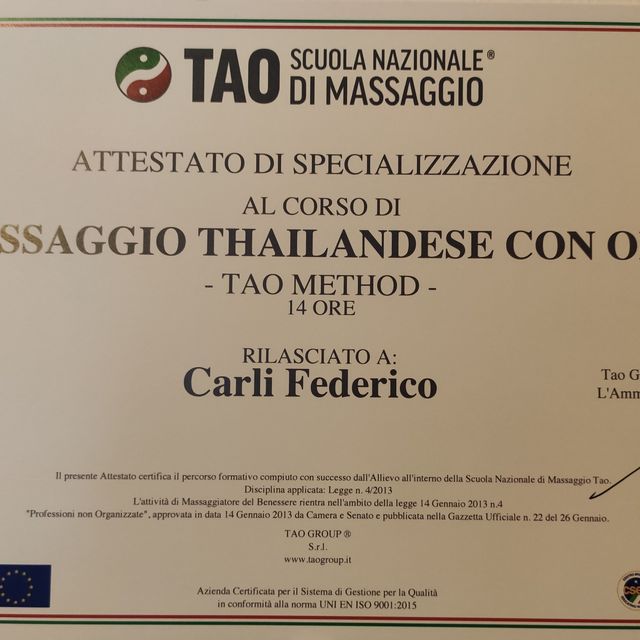 TAO SCUOLA NAZIONALE®
DI MASSAGGIO
ATTESTATO DI SPECIALIZZAZIONE
AL CORSO DI
SSAGGIO THAILANDESE CON
- TAO METHOD -
14 ORE
RILASCIATO A:
Carli Federico
Tao G
L'Amm
Il presente Attestato certifica il percorso formativo compiuto con successo dall'Allievo all'interno della Scuola Nazionale di Massaggio Tao.
Disciplina applicata: Legge n. 4/2013
L'attività di Massaggiatore del Benessere rientra nell'ambito della legge 14 Gennaio 2013 n.4
"Professioni non Organizzate", approvata in data 14 Gennaio 2013 da Camera e Senato e pubblicata nella Gazzetta Ufficiale n. 22 del 26 Gennaio.
TAO GROUP ®
S.r.l.
www.taogroup.it
Azienda Certificata per il Sistema di Gestione per la Qualità
in conformità alla norma UNI EN ISO 9001:2015